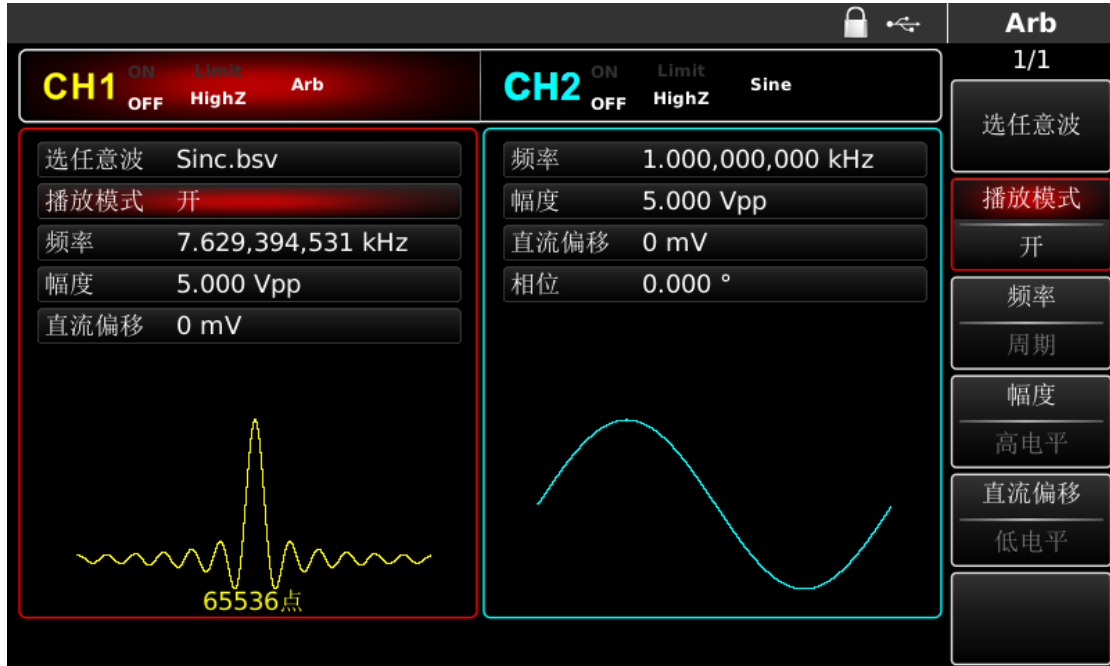 Arb
1/1
CH1 ON OFF Limit HighZ Arb
CH2 ON OFF Limit HighZ Sine
选任意波 Sinc.bsv
播放模式 开
频率 7.629,394,531 kHz
幅度 5.000 Vpp
直流偏移 0 mV
65536点
频率 1.000,000,000 kHz
幅度 5.000 Vpp
直流偏移 0 mV
相位 0.000 °
选任意波
播放模式
开
频率
周期
幅度
高电平
直流偏移
低电平